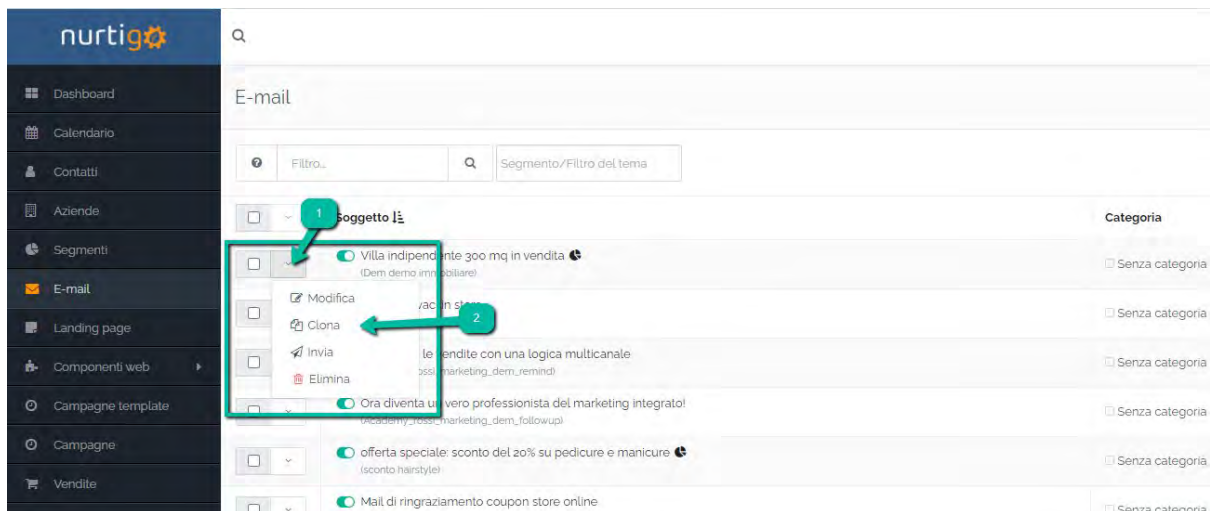 nurtigo
Dashboard
Calendario
Contatti
Aziende
Segmenti
E-mail
Landing page
Componenti web
Campagne template
Campagne
Vendite
E-mail
Filtro...
Segmento/Filtro del tema
1
Soggetto
Categoria
Villa indipendente 300 mq in vendita
(Dem demo immobiliare)
Senza categoria
Modifica
Clona
Invia
Elimina
2
Senza categoria
le vendite con una logica multicanale
marketing_dem_remind)
Senza categoria
Ora diventa un vero professionista del marketing integrato!
(Academy_rossi_marketing_dem_followup)
Senza categoria
offerta speciale: sconto del 20% su pedicure e manicure
(sconto hairstyle)
Senza categoria
Mail di ringraziamento coupon store online
Senza categoria